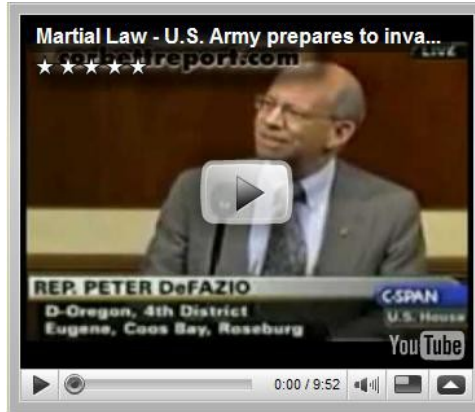 Martial Law - U.S. Army prepares to inva...
corbettreport.com
LIVE
REP. PETER DeFAZIO
D-Oregon, 4th District
Eugene, Coos Bay, Roseburg
C-SPAN
U.S. House
YouTube
0:00 / 9:52